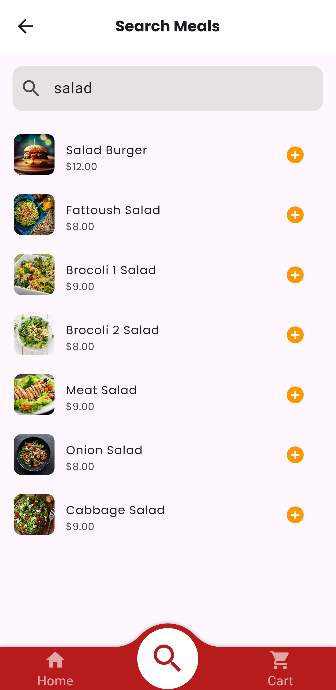 Search Meals
salad
Salad Burger
$12.00
Fattoush Salad
$8.00
Brocoli 1 Salad
$9.00
Brocoli 2 Salad
$8.00
Meat Salad
$9.00
Onion Salad
$8.00
Cabbage Salad
$9.00
Home
Cart